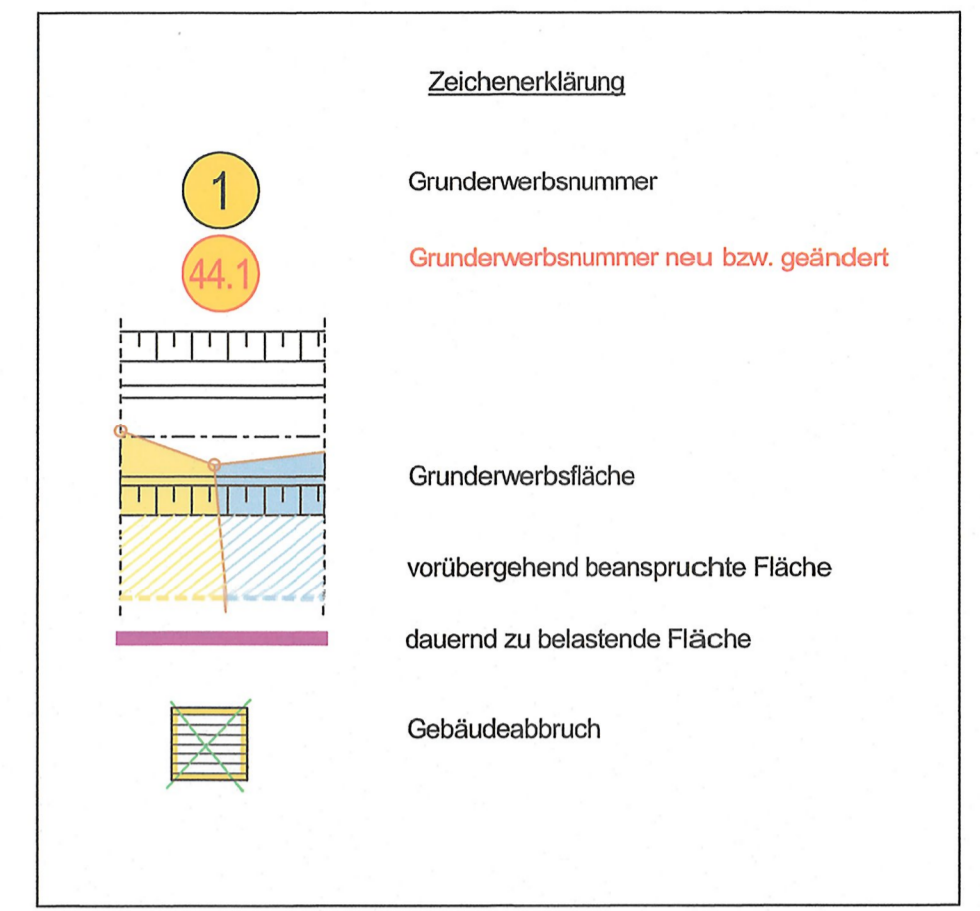 Zeichenerklärung
1
Grunderwerbsnummer
44.1
Grunderwerbsnummer neu bzw. geändert
Grunderwerbsfläche
vorübergehend beanspruchte Fläche
dauernd zu belastende Fläche
Gebäudeabbruch